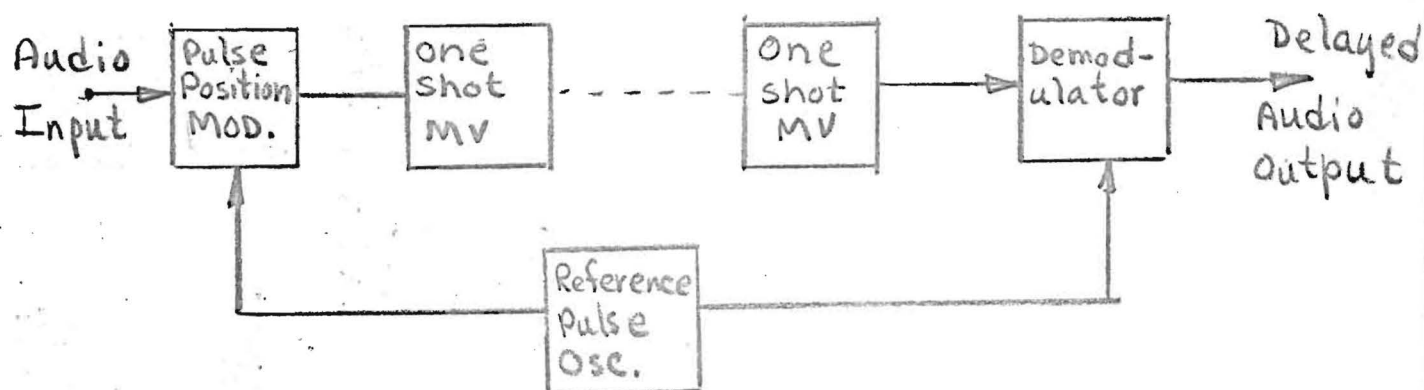 Audio
Input
Pulse
Position
MOD.
One
Shot
MV
One
shot
MV
Demod-
ulator
Delayed
Audio
Output
Reference
Pulse
Osc.